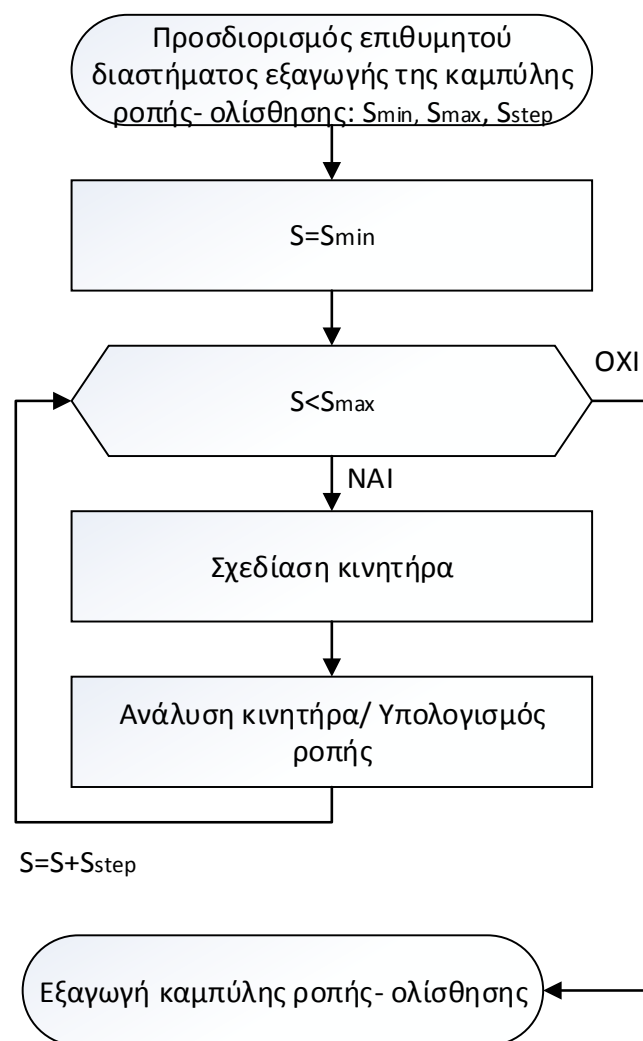 Προσδιορισμός επιθυμητού
διαστήματος εξαγωγής της καμπύλης
ροπής- ολίσθησης: Smin, Smax, Sstep
S=Smin
S<Smax
ΟΧΙ
ΝΑΙ
Σχεδίαση κινητήρα
Ανάλυση κινητήρα/ Υπολογισμός
ροπής
S=S+Sstep
Εξαγωγή καμπύλης ροπής- ολίσθησης